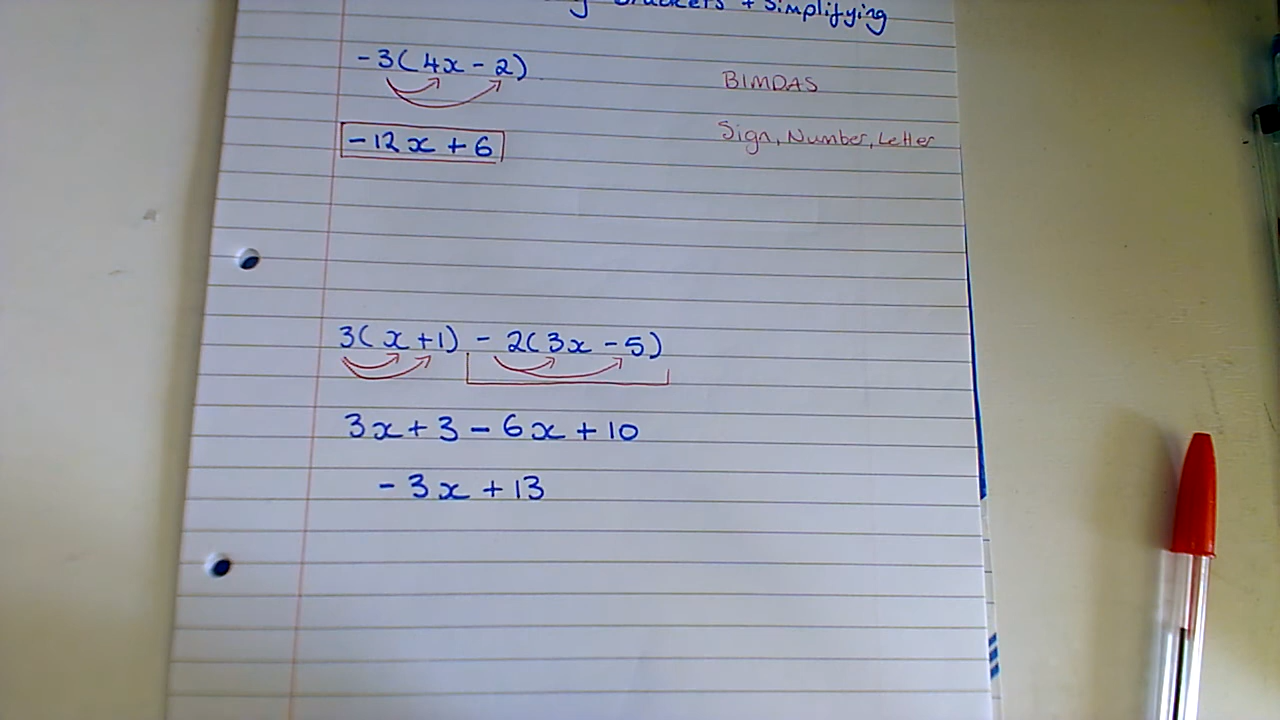 Brackets + Simplifying
-3(4x - 2)
BIMDAS
-12x + 6
Sign, Number, Letter
3(x+1) - 2(3x - 5)
3x + 3 - 6x + 10
-3x + 13